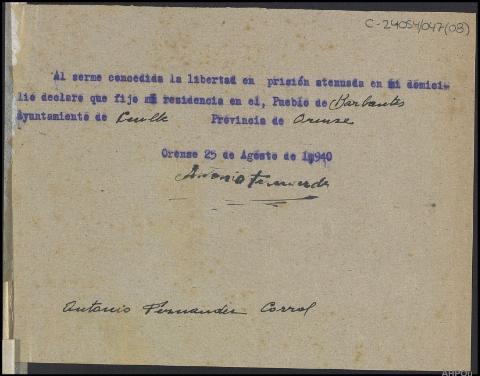 C-24054/047(08)
Al serme concedida la libertad en prisión atenuada en mi domici-
lio declaro que fijo mi residencia en el, Pueblo de Barbantes
Ayuntamiento de Cenlle Provincia de Orense
Orense 25 de Agosto de 1940
Antonio Fernandez
Antonio Fernandez Corral
AHPOu